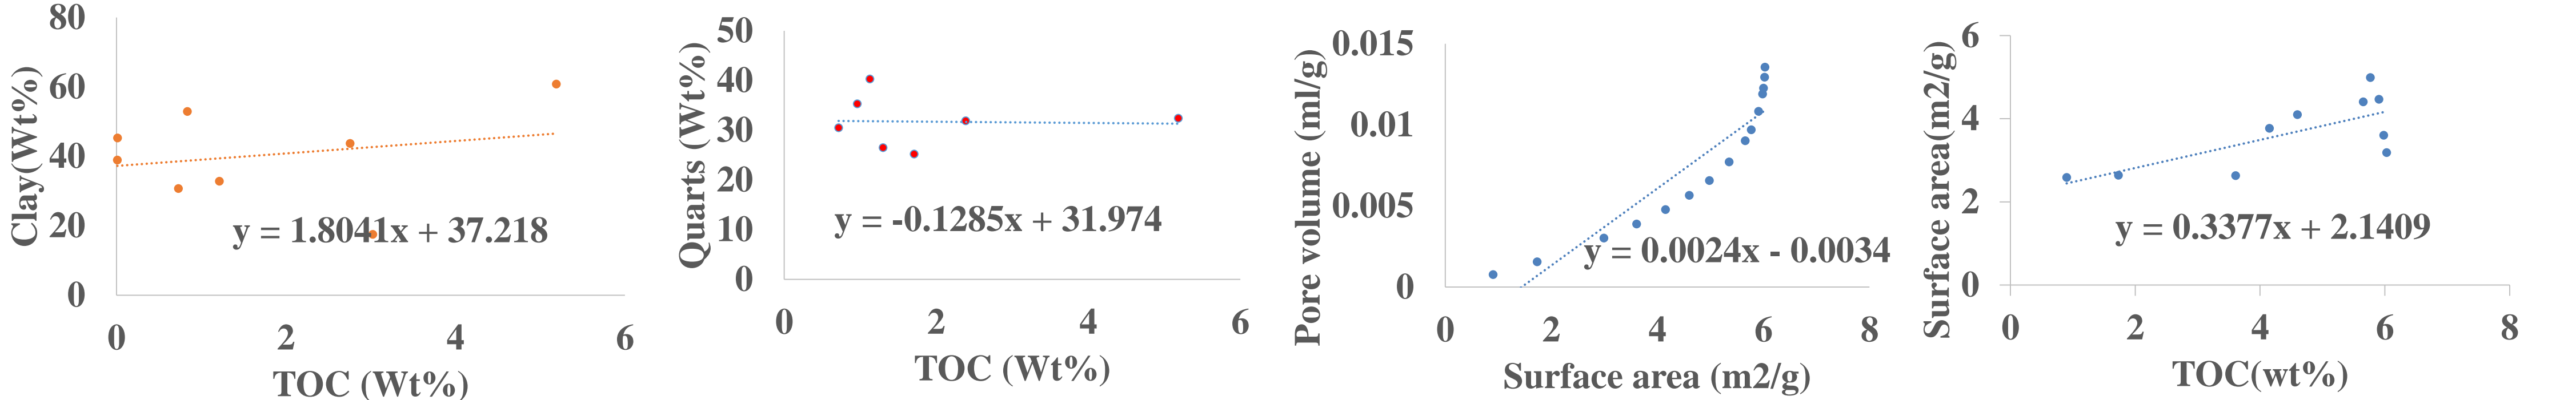 Clay(Wt%)
80
60
40
20
0
y = 1.8041x + 37.218
0 2 4 6
TOC (Wt%)
Quarts (Wt%)
50
40
30
20
10
0
y = -0.1285x + 31.974
0 2 4 6
TOC (Wt%)
Pore volume (ml/g)
0.015
0.01
0.005
0
y = 0.0024x - 0.0034
0 2 4 6 8
Surface area (m2/g)
Surface area(m2/g)
6
4
2
0
y = 0.3377x + 2.1409
0 2 4 6 8
TOC(wt%)